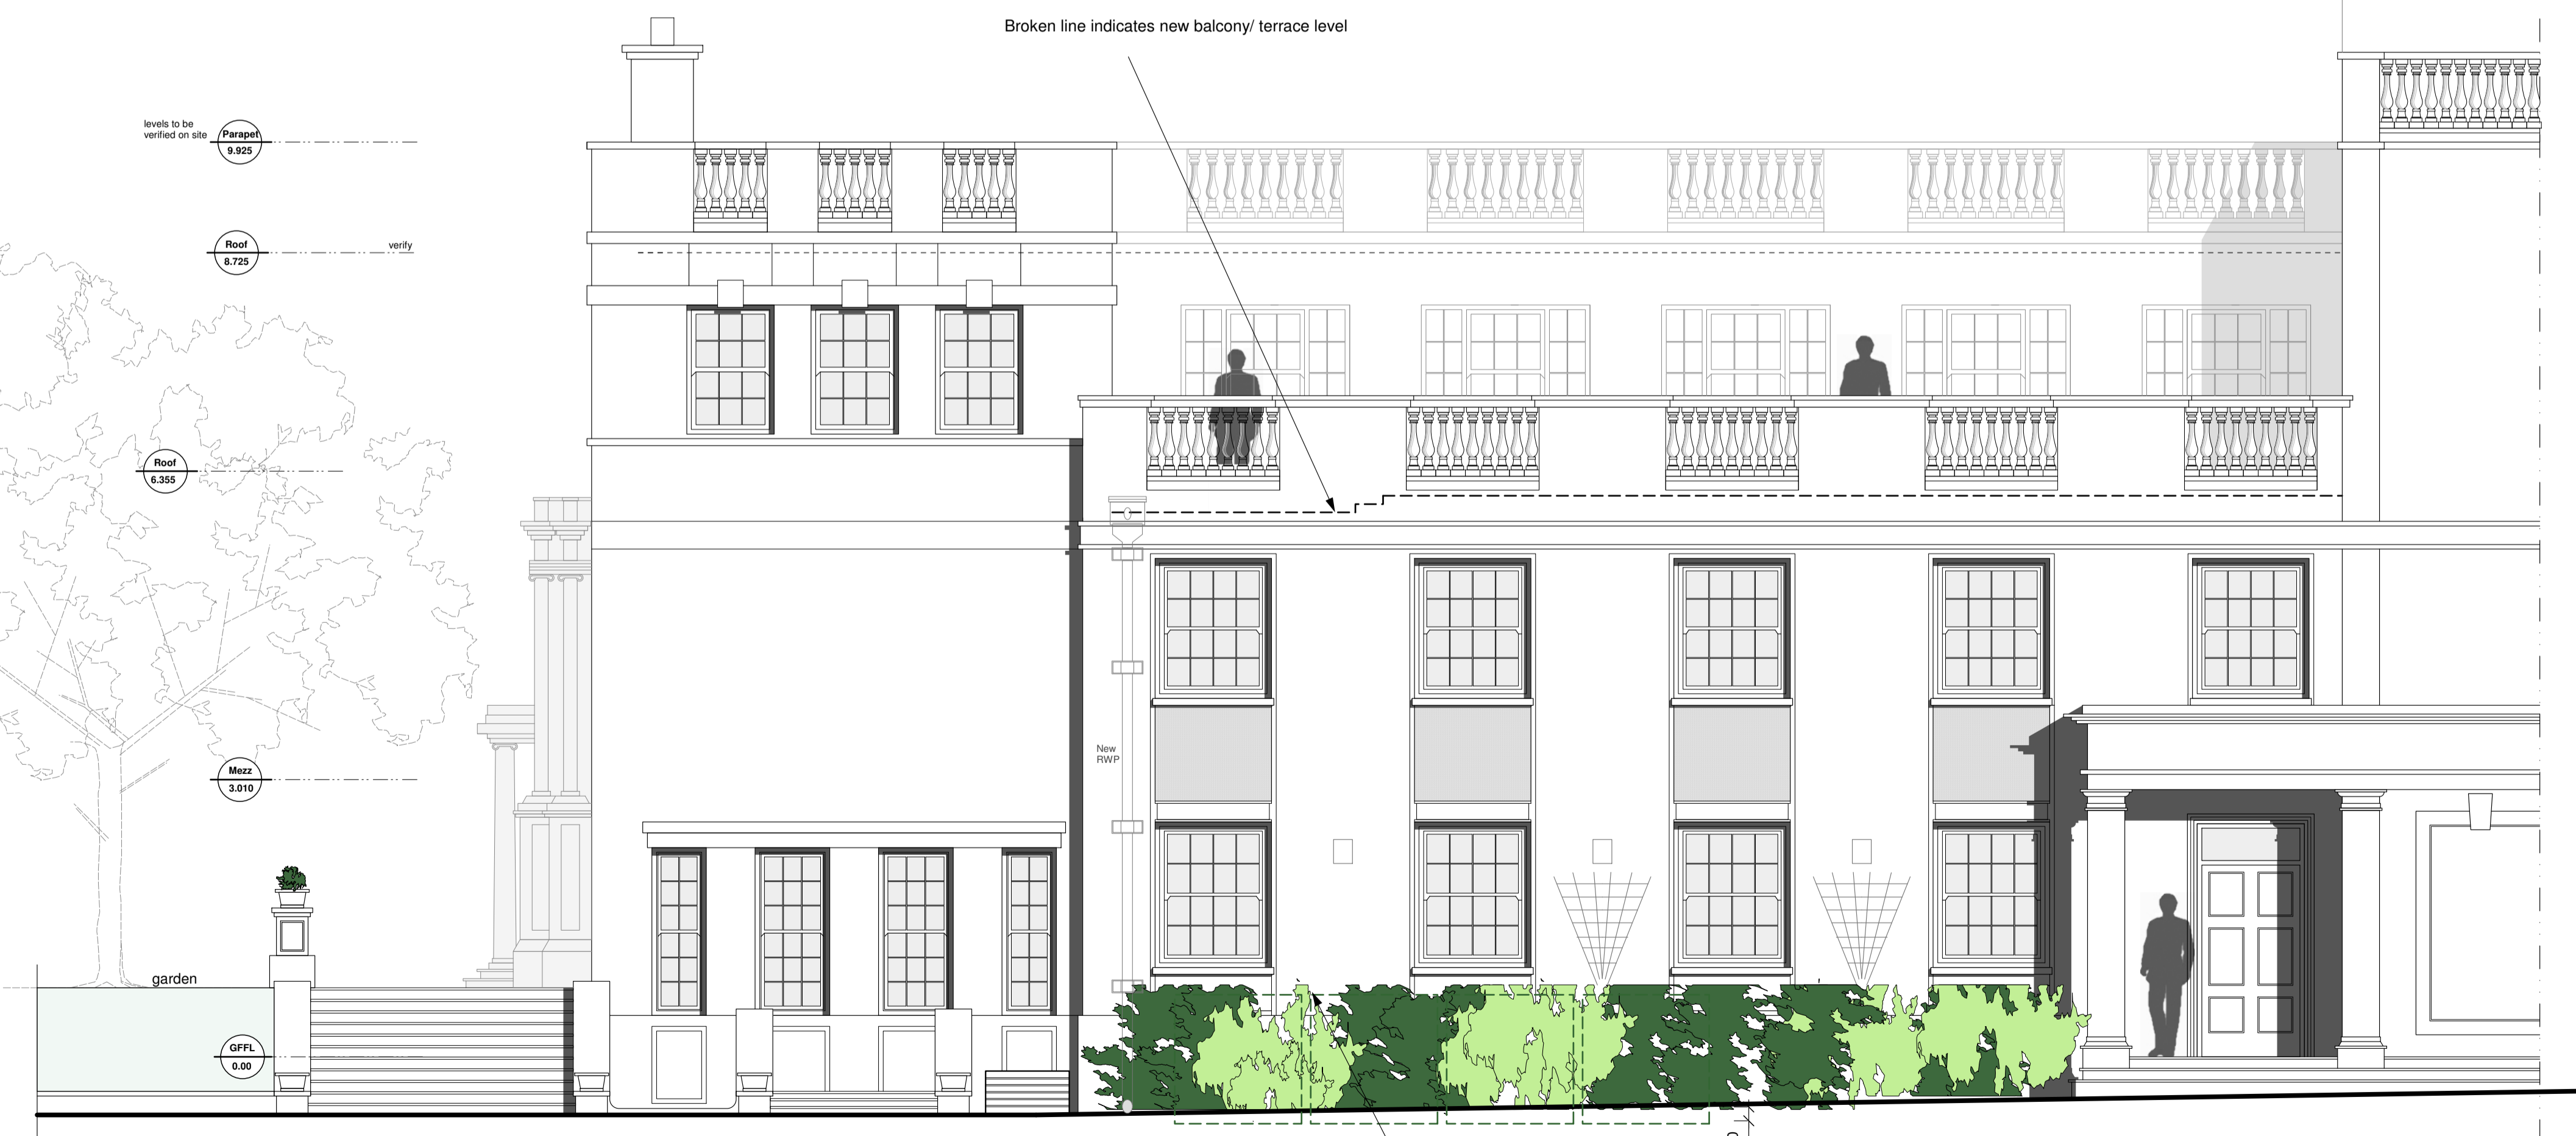 Broken line indicates new balcony/ terrace level
levels to be
verified on site
Parapet
9.925
Roof
8.725
verify
Roof
6.355
New
RWP
Mezz
3.010
garden
GFFL
0.00